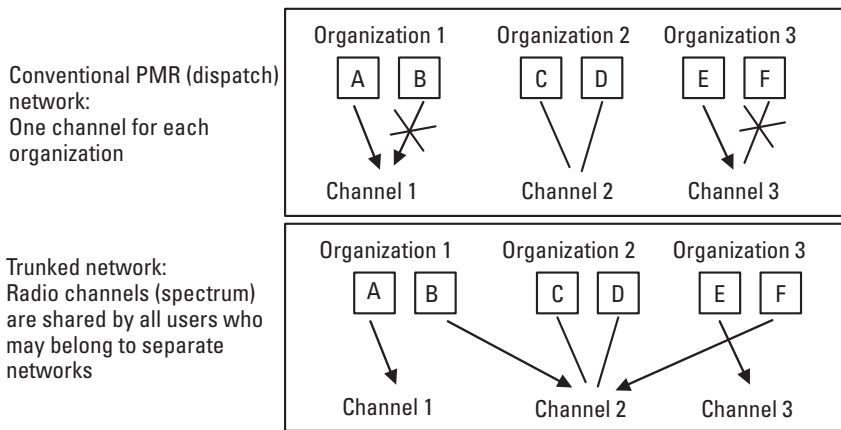 Conventional PMR (dispatch)
network:
One channel for each
organization
Organization 1
Organization 2
Organization 3
A B C D E F
Channel 1
Channel 2
Channel 3
Trunked network:
Radio channels (spectrum)
are shared by all users who
may belong to separate
networks
Organization 1
Organization 2
Organization 3
A B C D E F
Channel 1
Channel 2
Channel 3